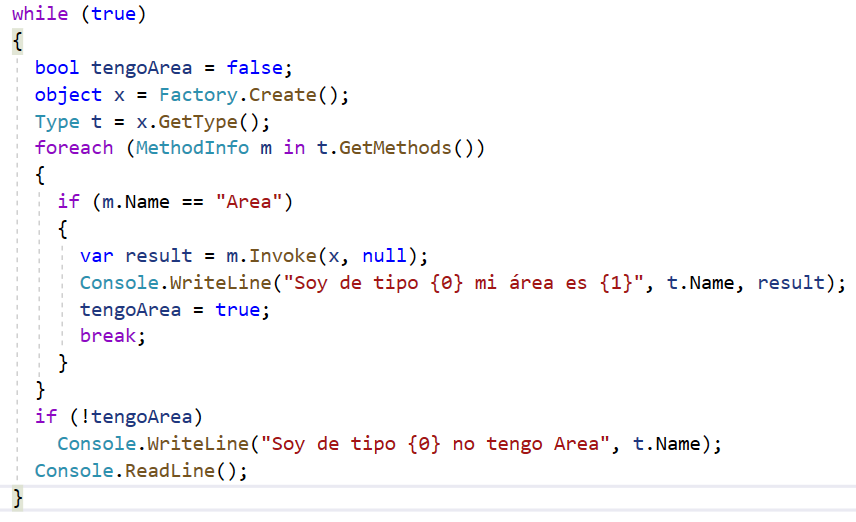 while (true)
{
bool tengoArea = false;
object x = Factory.Create();
Type t = x.GetType();
foreach (MethodInfo m in t.GetMethods())
{
if (m.Name == "Area")
{
var result = m.Invoke(x, null);
Console.WriteLine("Soy de tipo {0} mi área es {1}", t.Name, result);
tengoArea = true;
break;
}
}
if (!tengoArea)
Console.WriteLine("Soy de tipo {0} no tengo Area", t.Name);
Console.ReadLine();
}